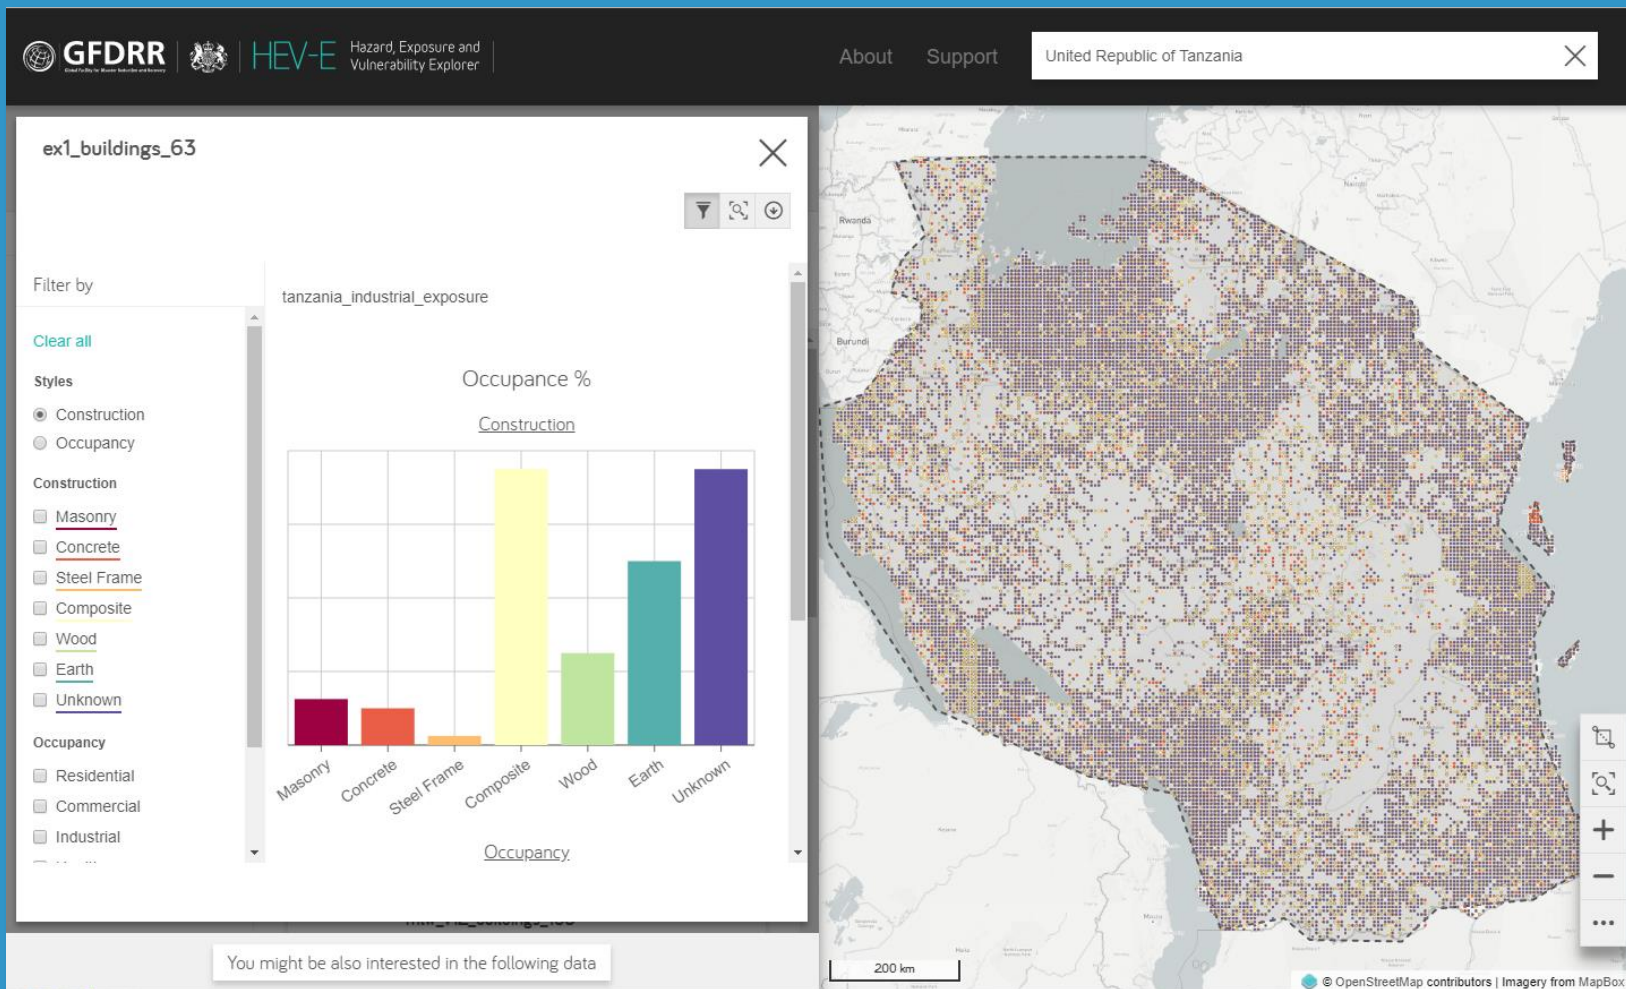 GFDRR
HEV-E
Hazard, Exposure and
Vulnerability Explorer
About
Support
United Republic of Tanzania
ex1_buildings_63
Filter by
Clear all
Styles
Construction
Occupancy
Construction
Masonry
Concrete
Steel Frame
Composite
Wood
Earth
Unknown
Occupancy
Residential
Commercial
Industrial
tanzania_industrial_exposure
Occupance %
Construction
Masonry
Concrete
Steel Frame
Composite
Wood
Earth
Unknown
Occupancy
You might be also interested in the following data
Rwanda
Burundi
Nairobi
200 km
© OpenStreetMap contributors | Imagery from MapBox